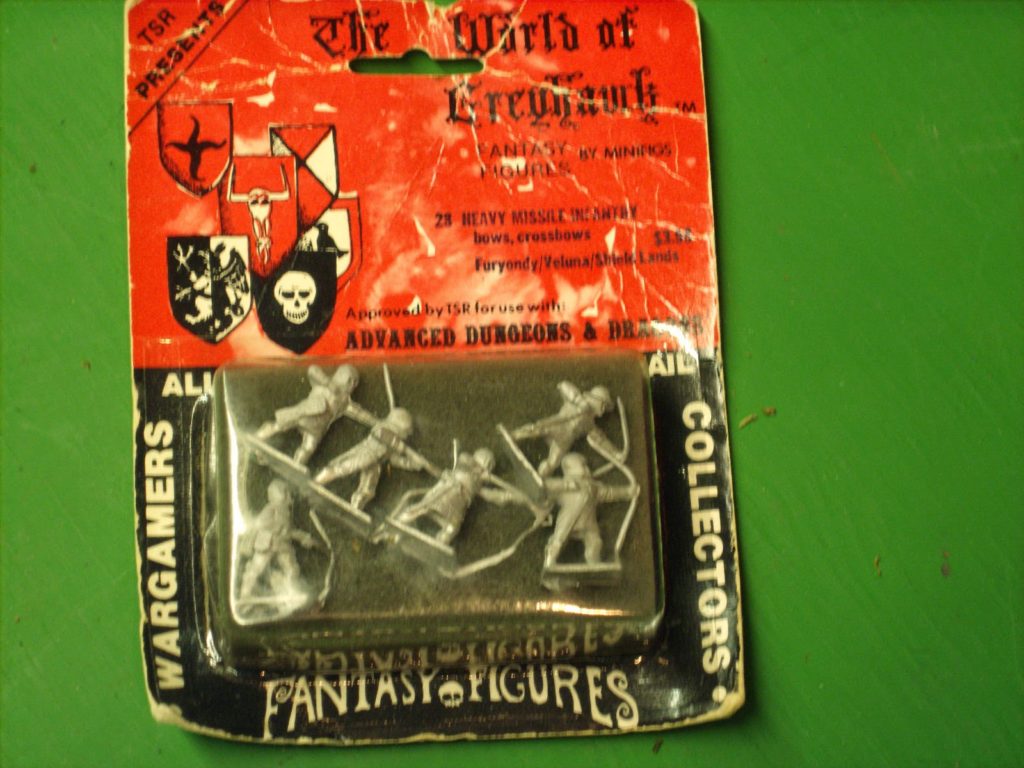 TSR
PRESENTS
The World of
Greyhawk ™
FANTASY BY MINIFIGS
FIGURES
28 HEAVY MISSILE INFANTRY
bows, crossbows
Furyondy/Veluna/Shield Lands
Approved by TSR for use with:
ADVANCED DUNGEONS &
WARGAMERS
COLLECTORS
FANTASY FIGURES